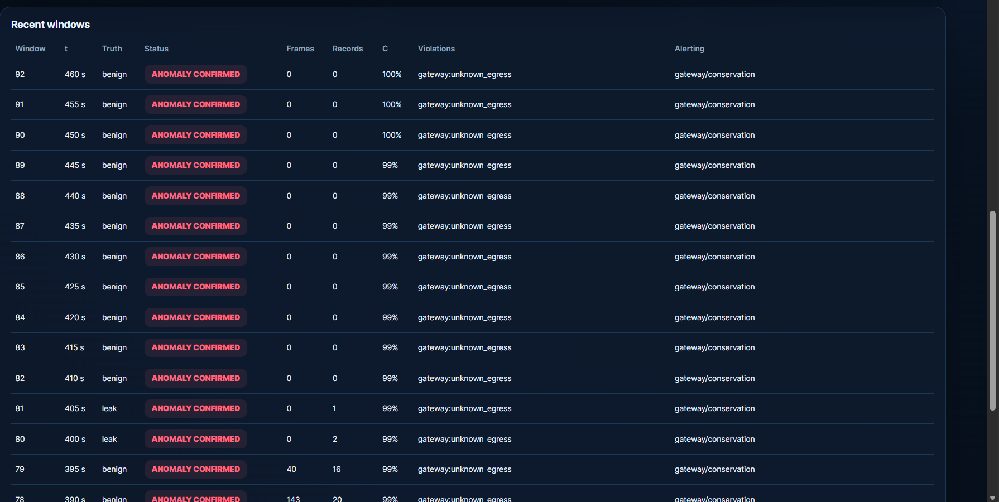 Recent windows
Window t Truth Status Frames Records C Violations Alerting
92 460 s benign ANOMALY CONFIRMED 0 0 100% gateway:unknown_egress gateway/conservation
91 455 s benign ANOMALY CONFIRMED 0 0 100% gateway:unknown_egress gateway/conservation
90 450 s benign ANOMALY CONFIRMED 0 0 100% gateway:unknown_egress gateway/conservation
89 445 s benign ANOMALY CONFIRMED 0 0 99% gateway:unknown_egress gateway/conservation
88 440 s benign ANOMALY CONFIRMED 0 0 99% gateway:unknown_egress gateway/conservation
87 435 s benign ANOMALY CONFIRMED 0 0 99% gateway:unknown_egress gateway/conservation
86 430 s benign ANOMALY CONFIRMED 0 0 99% gateway:unknown_egress gateway/conservation
85 425 s benign ANOMALY CONFIRMED 0 0 99% gateway:unknown_egress gateway/conservation
84 420 s benign ANOMALY CONFIRMED 0 0 99% gateway:unknown_egress gateway/conservation
83 415 s benign ANOMALY CONFIRMED 0 0 99% gateway:unknown_egress gateway/conservation
82 410 s benign ANOMALY CONFIRMED 0 0 99% gateway:unknown_egress gateway/conservation
81 405 s leak ANOMALY CONFIRMED 0 1 99% gateway:unknown_egress gateway/conservation
80 400 s leak ANOMALY CONFIRMED 0 2 99% gateway:unknown_egress gateway/conservation
79 395 s benign ANOMALY CONFIRMED 40 16 99% gateway:unknown_egress gateway/conservation
78 390 s benign ANOMALY CONFIRMED 143 20 99% gateway:unknown_egress gateway/conservation